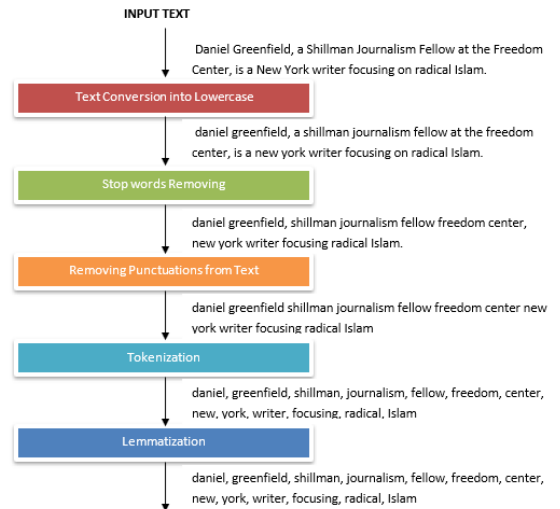 INPUT TEXT
Daniel Greenfield, a Shillman Journalism Fellow at the Freedom
Center, is a New York writer focusing on radical Islam.
Text Conversion into Lowercase
daniel greenfield, a shillman journalism fellow at the freedom
center, is a new york writer focusing on radical Islam.
Stop words Removing
daniel greenfield, shillman journalism fellow freedom center,
new york writer focusing radical Islam.
Removing Punctuations from Text
daniel greenfield shillman journalism fellow freedom center new
york writer focusing radical Islam
Tokenization
daniel, greenfield, shillman, journalism, fellow, freedom, center,
new, york, writer, focusing, radical, Islam
Lemmatization
daniel, greenfield, shillman, journalism, fellow, freedom, center,
new, york, writer, focusing, radical, Islam